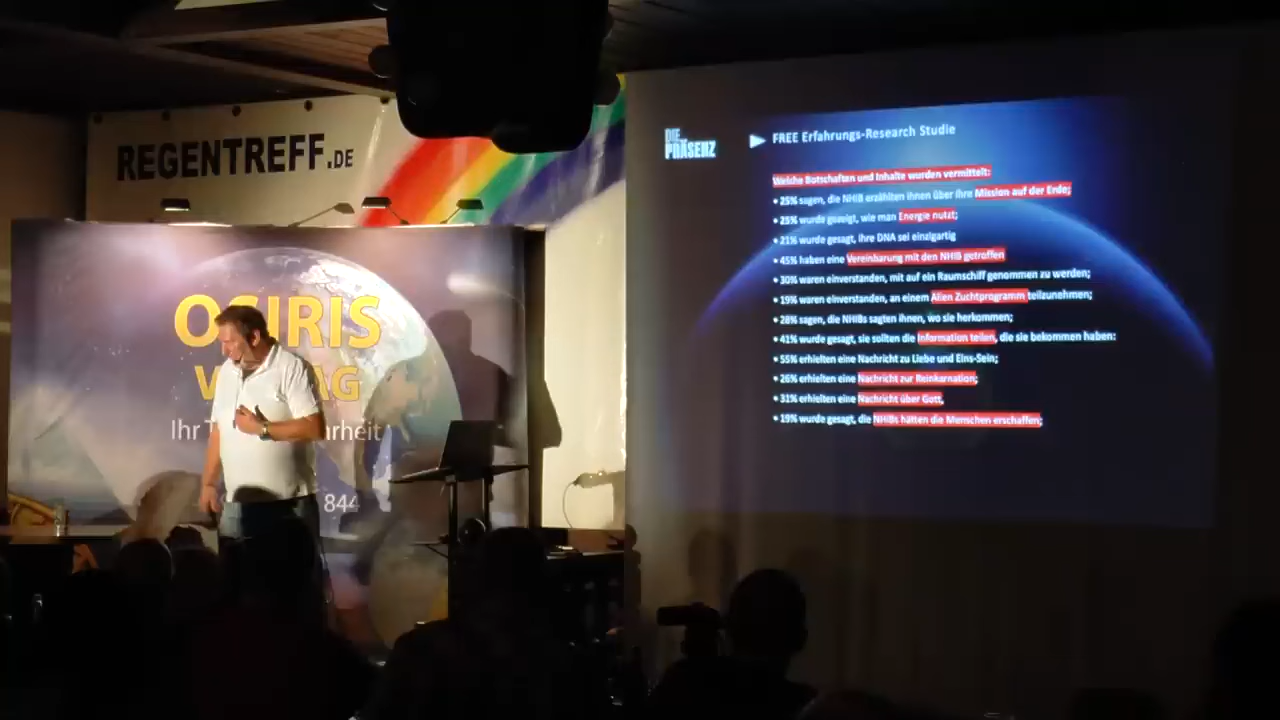 REGENTREFF.DE
OSIRIS
Ihr
844
DIE
PRÄSENZ
FREE Erfahrungs-Research Studie
Welche Botschaften und Inhalte wurden vermittelt:
• 25% sagen, die NHIB erzählten ihnen über ihre Mission auf der Erde;
• 25% wurde gezeigt, wie man Energie nutzt;
• 21% wurde gesagt, ihre DNA sei einzigartig
• 45% haben eine Vereinbarung mit den NHIB getroffen
• 30% waren einverstanden, mit auf ein Raumschiff genommen zu werden;
• 19% waren einverstanden, an einem Alien Zuchtprogramm teilzunehmen;
• 28% sagen, die NHIBs sagten ihnen, wo sie herkommen;
• 41% wurde gesagt, sie sollten die Information teilen, die sie bekommen haben:
• 55% erhielten eine Nachricht zu Liebe und Eins-Sein;
• 26% erhielten eine Nachricht zur Reinkarnation;
• 31% erhielten eine Nachricht über Gott,
• 19% wurde gesagt, die NHIBs hätten die Menschen erschaffen;